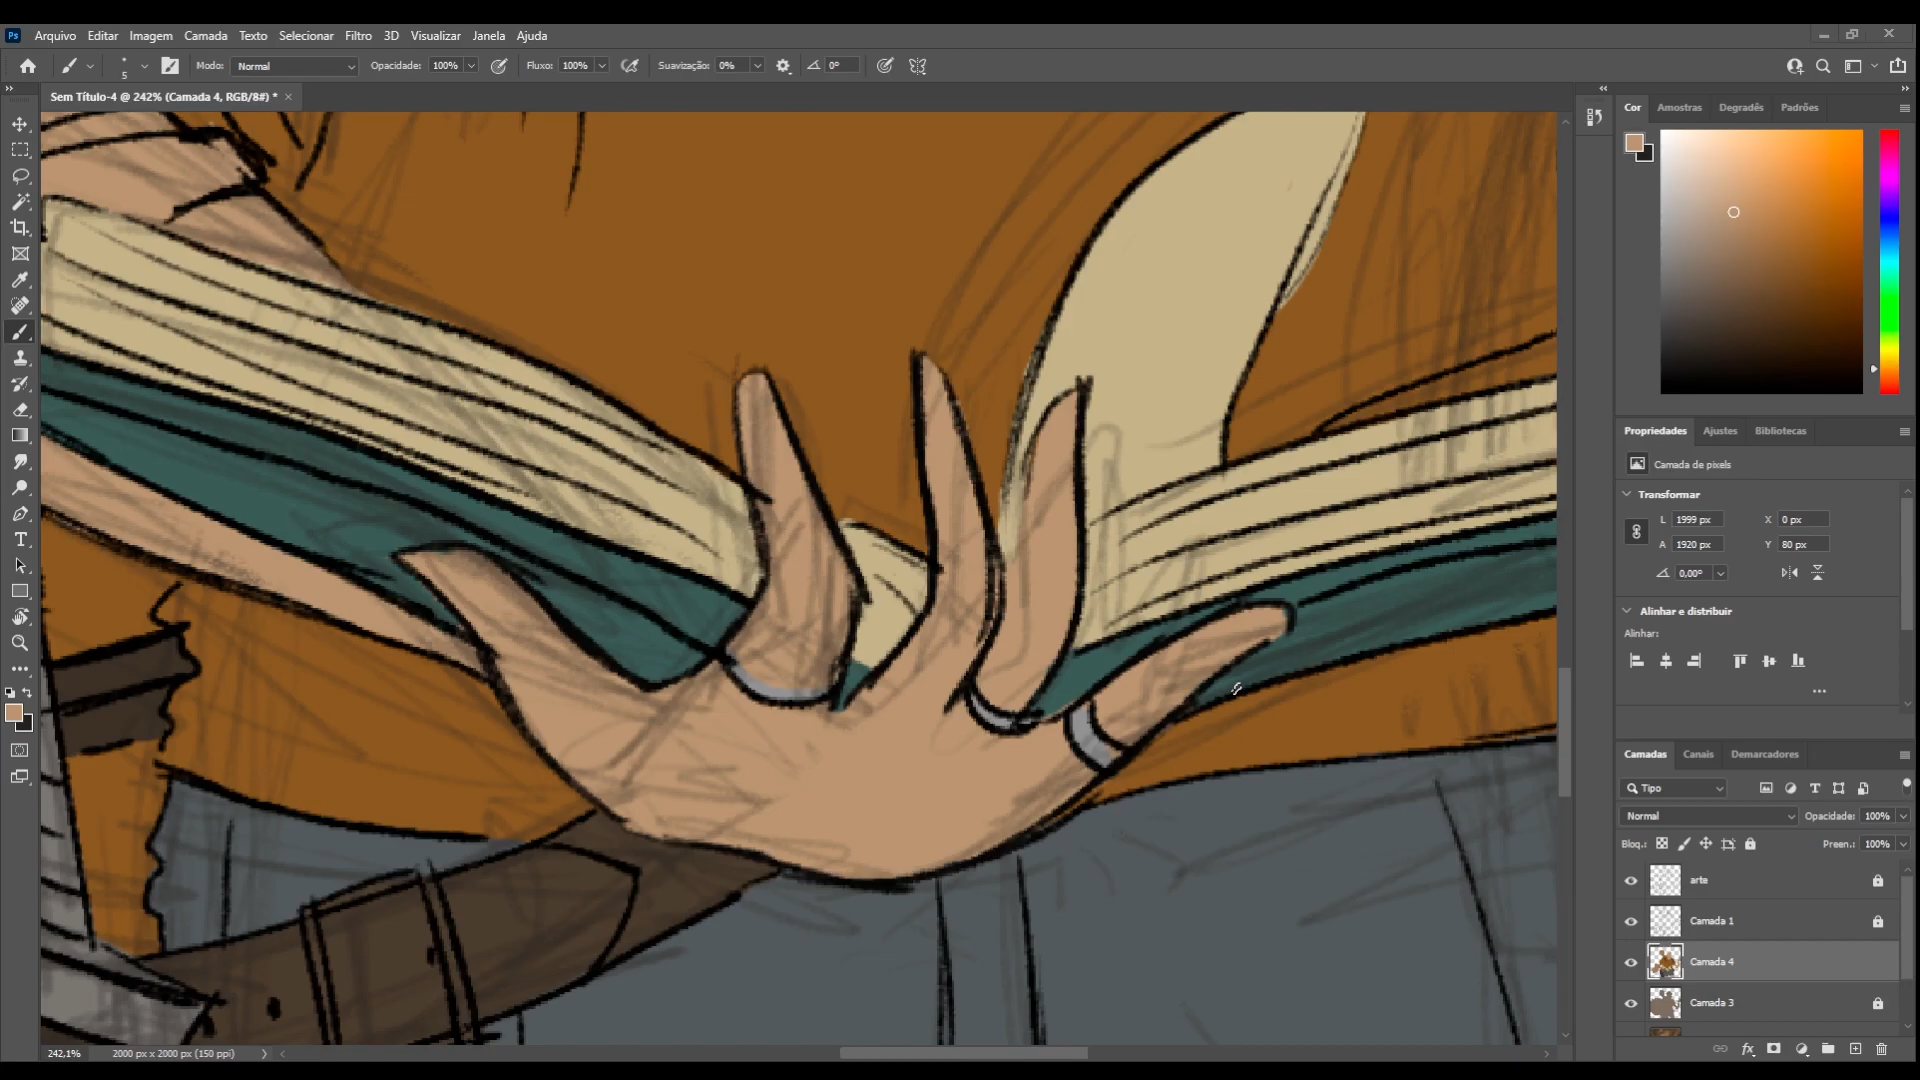 Ps Arquivo Editar Imagem Camada Texto Selecionar Filtro 3D Visualizar Janela Ajuda
5 Modo: Normal Opacidade: 100% Fluxo: 100% Suavização: 0% 0°
Sem Título-4 @ 242% (Camada 4, RGB/8#) * ×
Cor Amostras Degradês Padrões
Propriedades Ajustes Bibliotecas
Camada de pixels
Transformar
L 1999 px X 0 px
A 1920 px Y 80 px
0,00°
Alinhar e distribuir
Alinhar:
Camadas Canais Demarcadores
Tipo
Normal Opacidade: 100%
Bloq.: Preen.: 100%
arte
Camada 1
Camada 4
Camada 3
242,1% 2000 px x 2000 px (150 ppi)